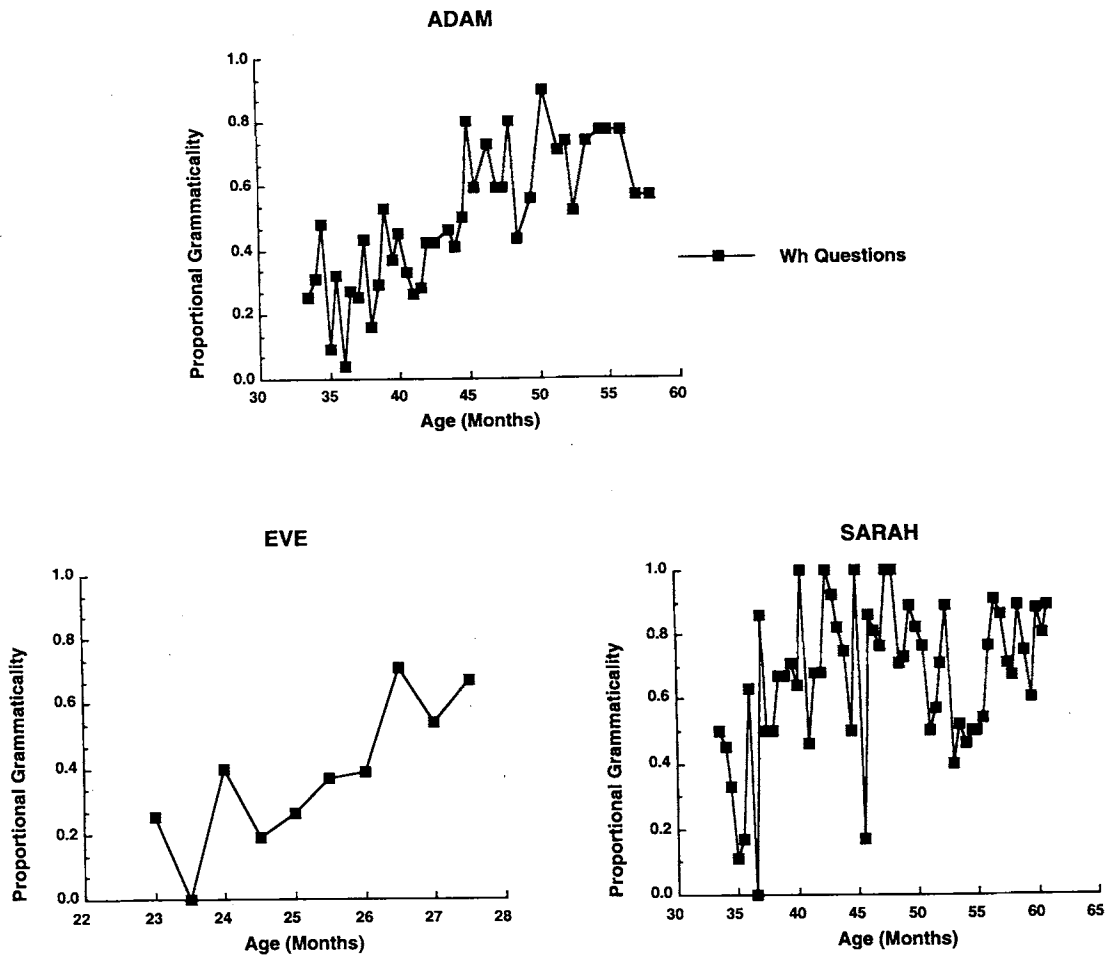 ADAM
Proportional Grammaticality
1.0
0.8
0.6
0.4
0.2
0.0
30 35 40 45 50 55 60
Age (Months)
Wh Questions
EVE
Proportional Grammaticality
1.0
0.8
0.6
0.4
0.2
0.0
22 23 24 25 26 27 28
Age (Months)
SARAH
Proportional Grammaticality
1.0
0.8
0.6
0.4
0.2
0.0
30 35 40 45 50 55 60 65
Age (Months)